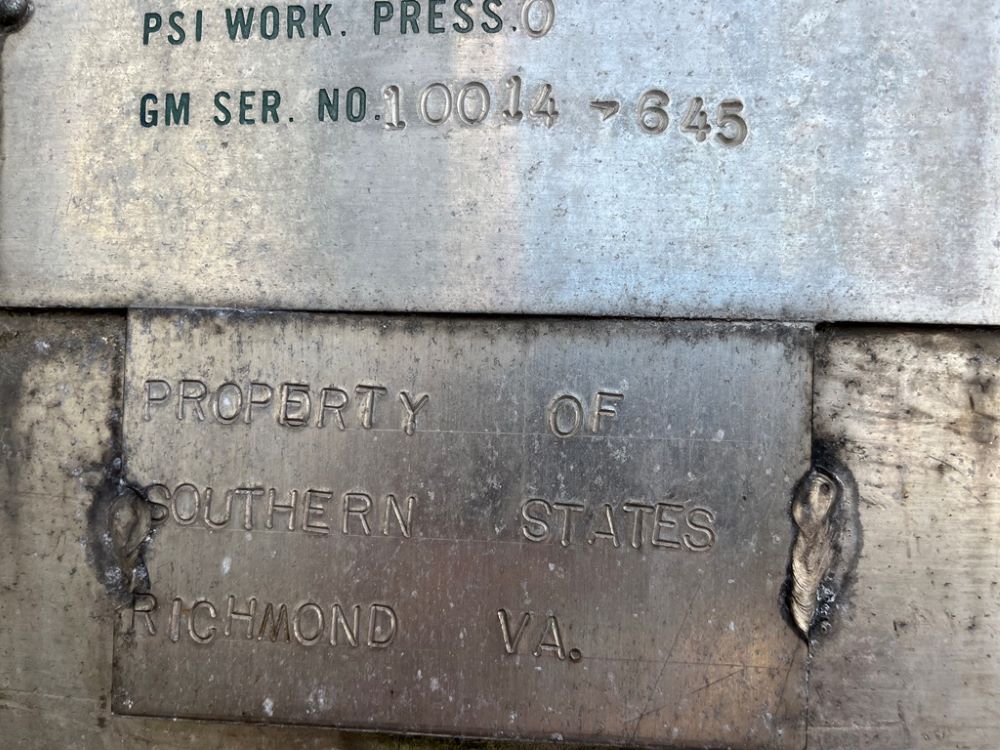 PSI WORK. PRESS. 0
GM SER. NO. 10014-645
PROPERTY OF
SOUTHERN STATES
RICHMOND VA.